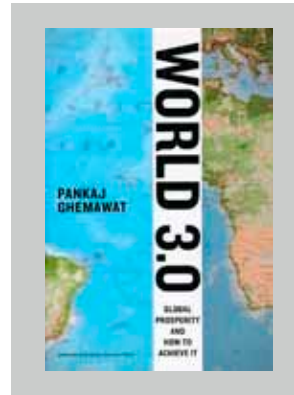 WORLD 3.0
PANKAJ
GHEMAWAT
GLOBAL
PROSPERITY
AND
HOW TO
ACHIEVE IT